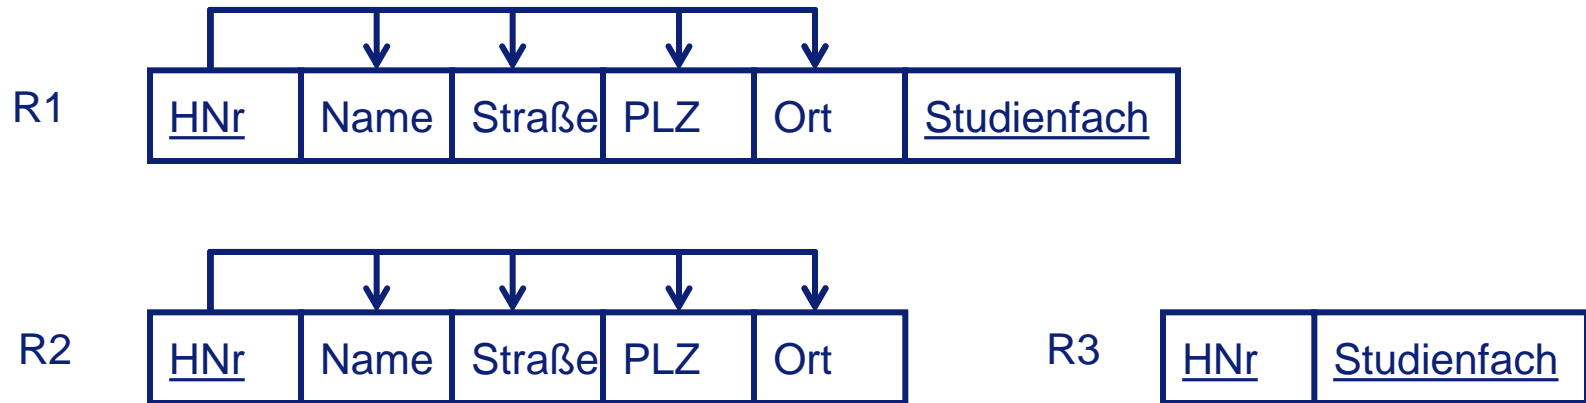 R1 HNr Name Straße PLZ Ort Studienfach
R2 HNr Name Straße PLZ Ort R3 HNr Studienfach